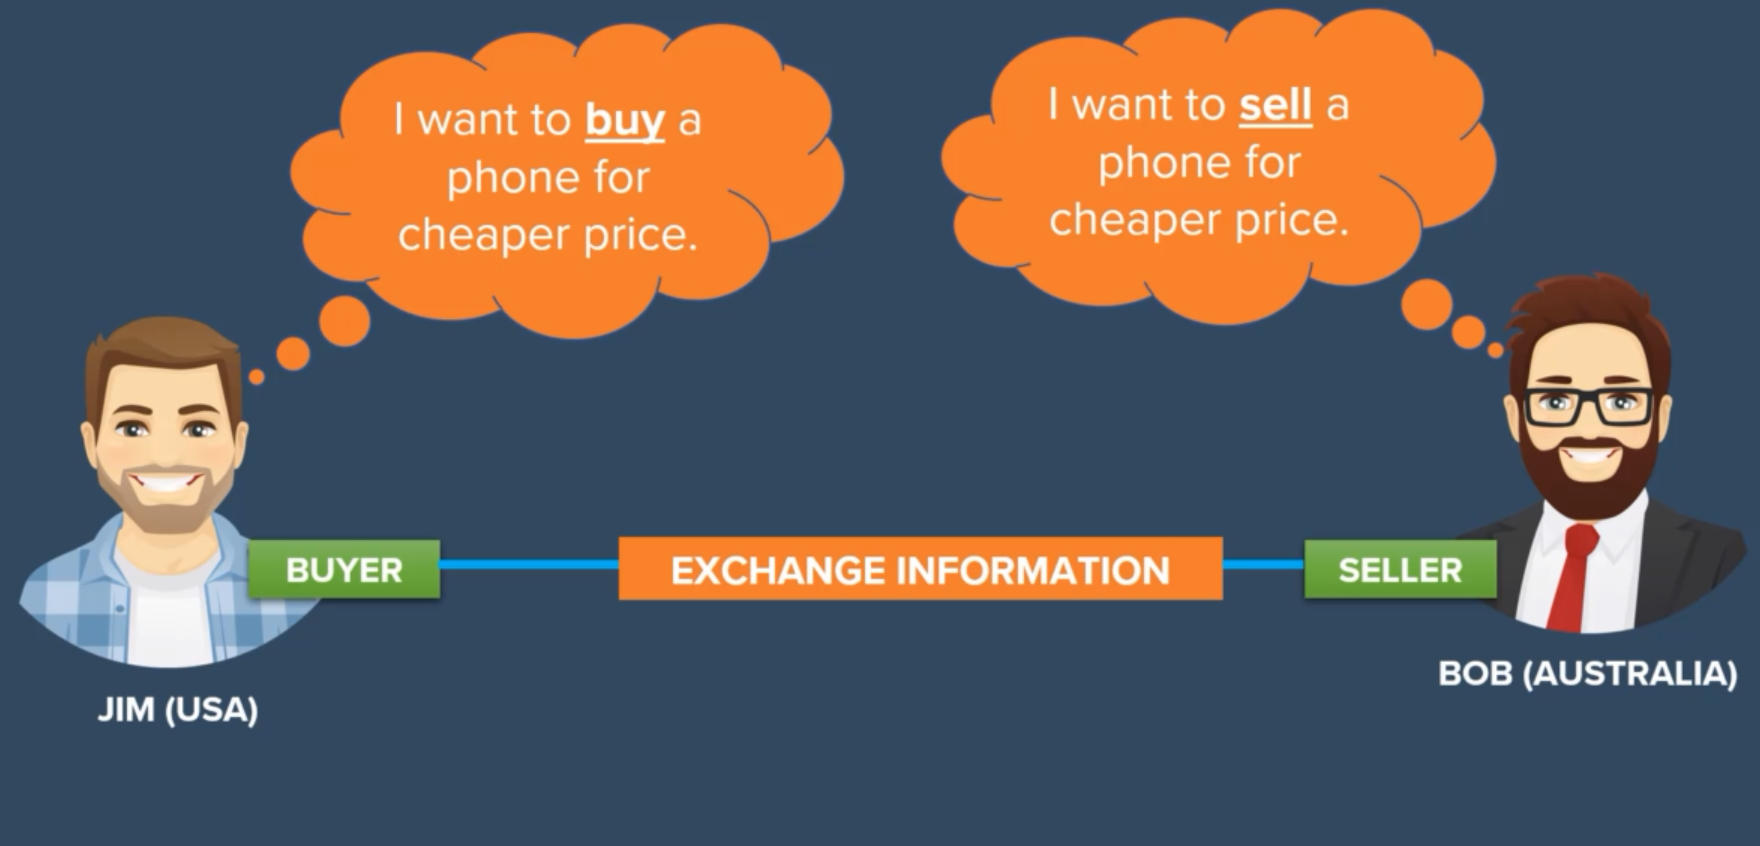 I want to buy a
phone for
cheaper price.
I want to sell a
phone for
cheaper price.
BUYER
EXCHANGE INFORMATION
SELLER
JIM (USA)
BOB (AUSTRALIA)